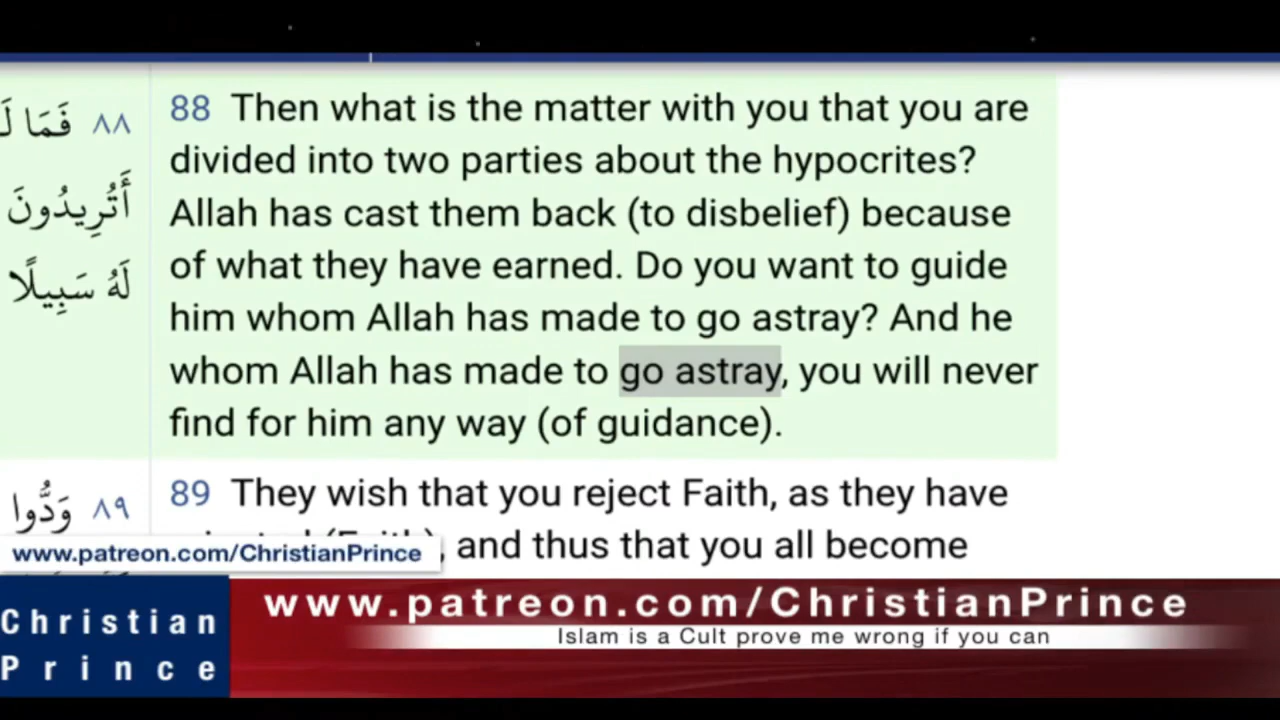 ٨٨ فَمَا
أَتُرِيدُونَ
لَهُ سَبِيلًا
88 Then what is the matter with you that you are
divided into two parties about the hypocrites?
Allah has cast them back (to disbelief) because
of what they have earned. Do you want to guide
him whom Allah has made to go astray? And he
whom Allah has made to go astray, you will never
find for him any way (of guidance).
٨٩ وَدُّوا
89 They wish that you reject Faith, as they have
, and thus that you all become
www.patreon.com/ChristianPrince
Christian
Prince
www.patreon.com/ChristianPrince
Islam is a Cult prove me wrong if you can